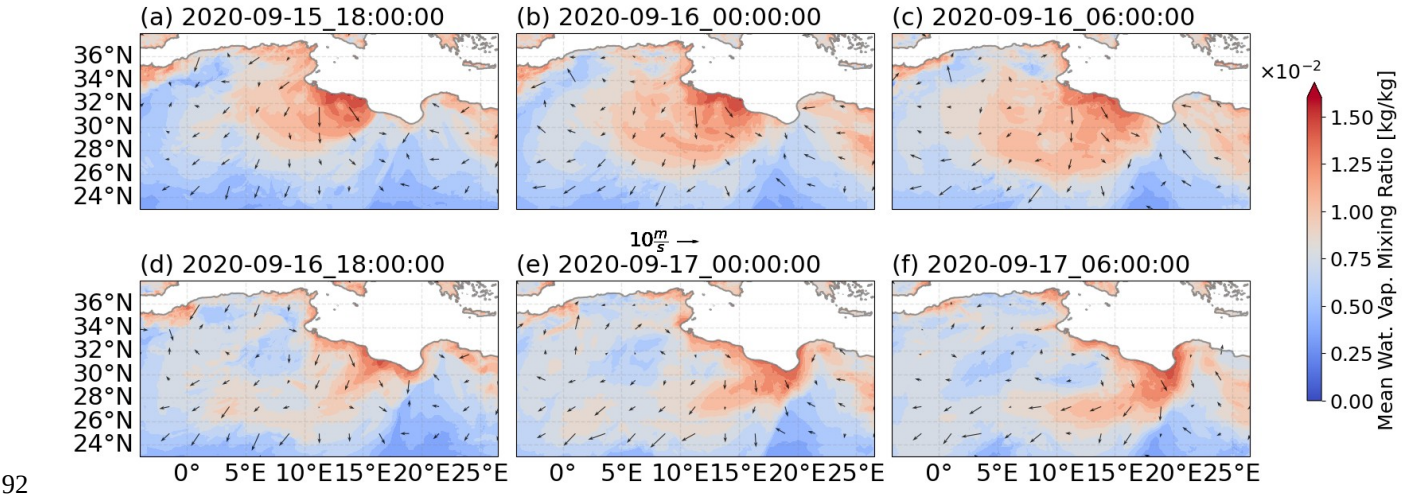 (a) 2020-09-15_18:00:00
(b) 2020-09-16_00:00:00
(c) 2020-09-16_06:00:00
36°N
34°N
32°N
30°N
28°N
26°N
24°N
×10⁻²
1.50
1.25
1.00
0.75
0.50
0.25
0.00
Mean Wat. Vap. Mixing Ratio [kg/kg]
10 m/s →
(d) 2020-09-16_18:00:00
(e) 2020-09-17_00:00:00
(f) 2020-09-17_06:00:00
36°N
34°N
32°N
30°N
28°N
26°N
24°N
0° 5°E 10°E 15°E 20°E 25°E
0° 5°E 10°E 15°E 20°E 25°E
0° 5°E 10°E 15°E 20°E 25°E
92